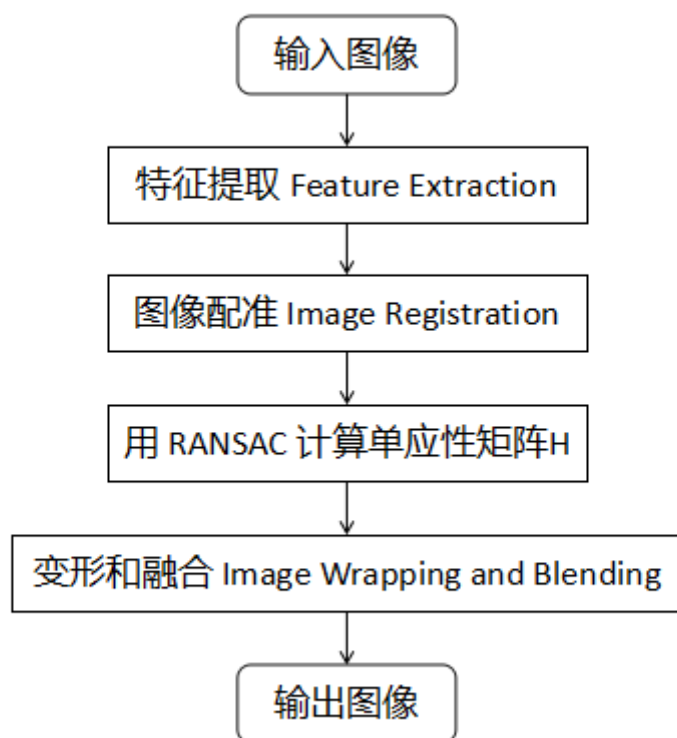 输入图像
特征提取 Feature Extraction
图像配准 Image Registration
用 RANSAC 计算单应性矩阵H
变形和融合 Image Wrapping and Blending
输出图像